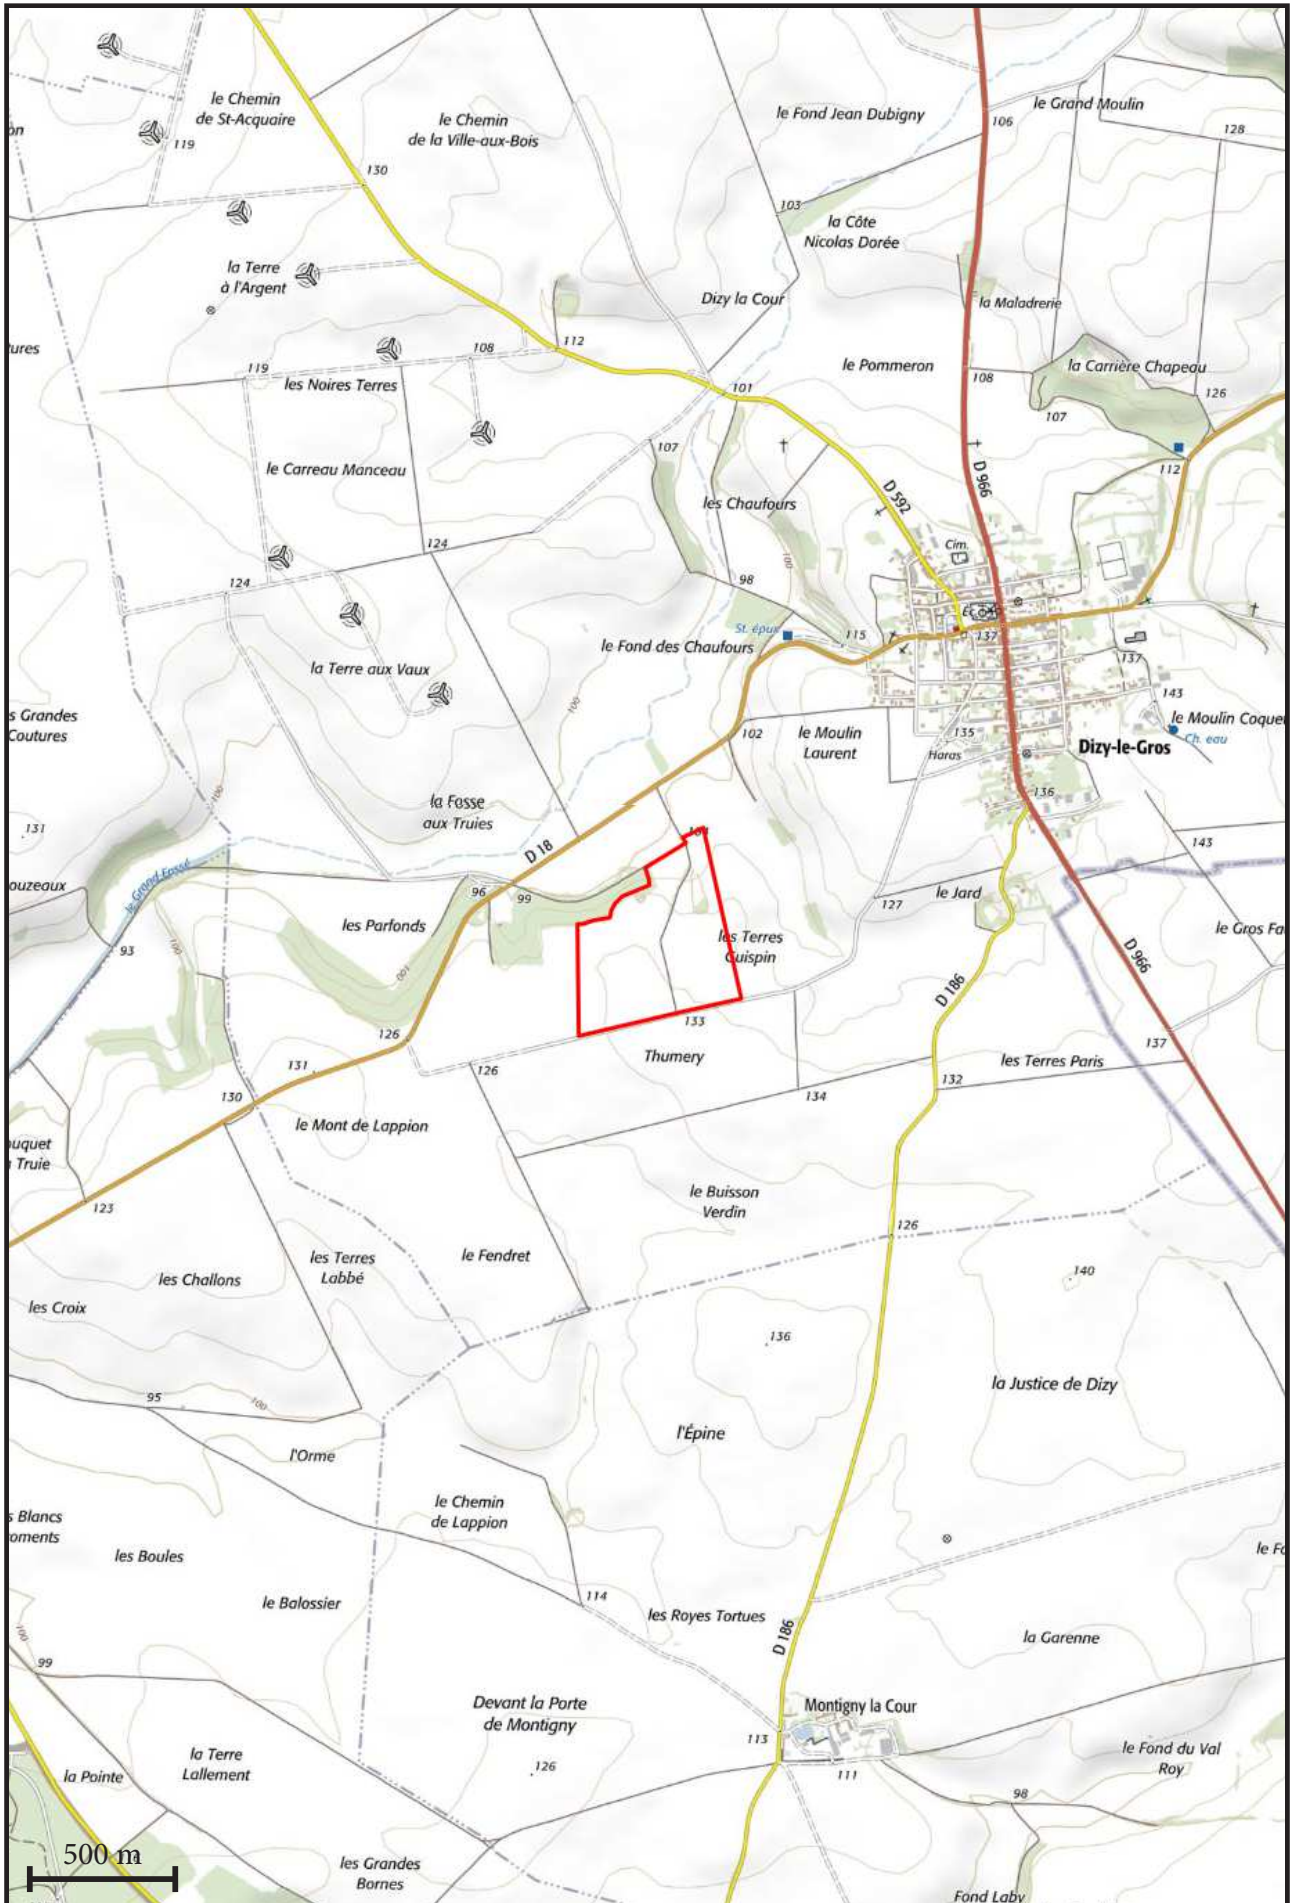 le Chemin
de St-Acquaire
le Chemin
de la Ville-aux-Bois
le Fond Jean Dubigny
le Grand Moulin
106
128
119
130
103
la Côte
Nicolas Dorée
la Terre
à l'Argent
Dizy la Cour
la Maladrerie
112
108
119
les Noires Terres
le Pommeron
108
la Carrière Chapeau
101
126
107
107
112
le Carreau Manceau
D 966
D 592
les Chaufours
124
Cim.
100
98
124
St. épur
115
137
le Fond des Chaufours
137
la Terre aux Vaux
143
100
102
le Moulin
Laurent
135
Haras
le Moulin Coquet
Ch. eau
Dizy-le-Gros
100
136
la Fosse
aux Truies
131
143
D 18
le Grand Fossé
96
99
le Jard
127
les Parfonds
93
100
100
les Terres
Guispin
le Gros
D 966
D 186
133
126
137
Thumery
131
126
les Terres Paris
132
130
134
le Mont de Lappion
Truie
123
le Buisson
Verdin
126
les Terres
Labbé
le Fendret
les Challons
140
les Croix
136
la Justice de Dizy
95
100
l'Épine
l'Orme
le Chemin
de Lappion
s Blancs
les Boules
le Balossier
114
les Royes Tortues
D 186
la Garenne
100
99
Devant la Porte
de Montigny
Montigny la Cour
113
111
la Terre
Lallement
le Fond du Val
Roy
la Pointe
126
98
500 m
les Grandes
Bornes
Fond Laby
s Grandes
Coutures